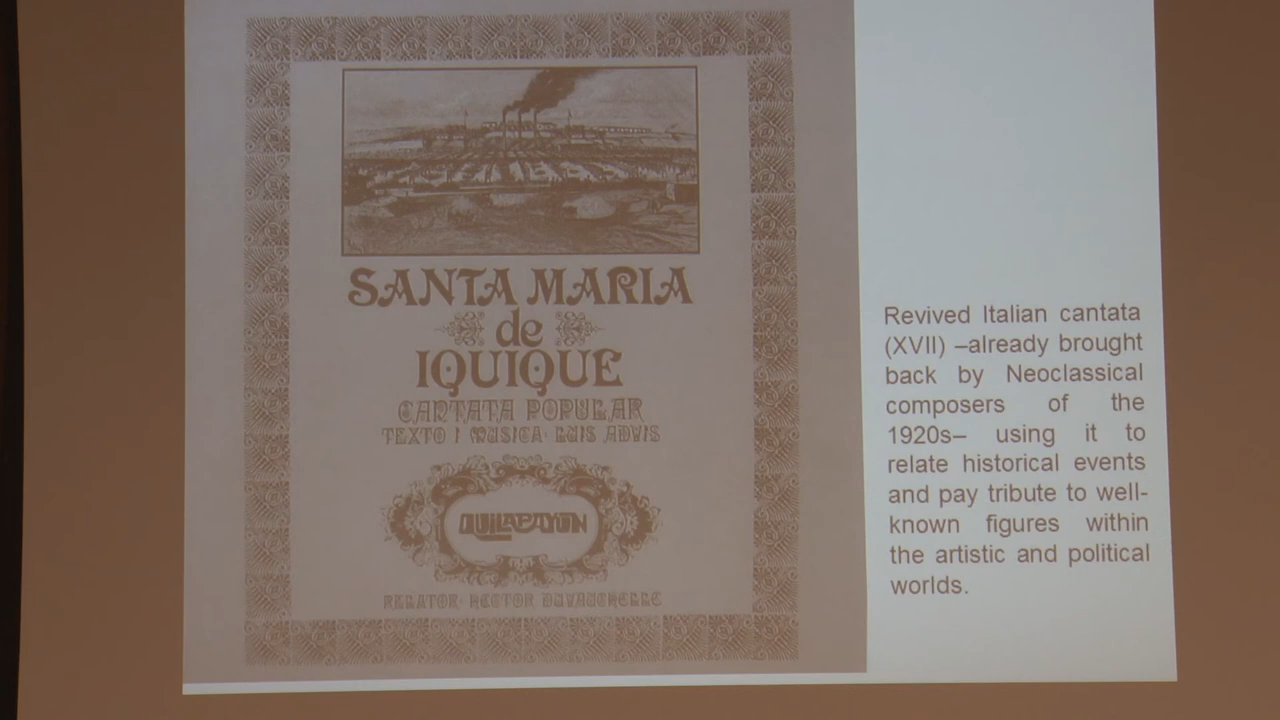 SANTA MARIA
de
IQUIQUE
CANTATA POPULAR
TEXTO I MUSICA · LUIS ADVIS
QUILAPAYUN
RELATOR · HECTOR DUVAUCHELLE
Revived Italian cantata
(XVII) –already brought
back by Neoclassical
composers of the
1920s– using it to
relate historical events
and pay tribute to well-
known figures within
the artistic and political
worlds.